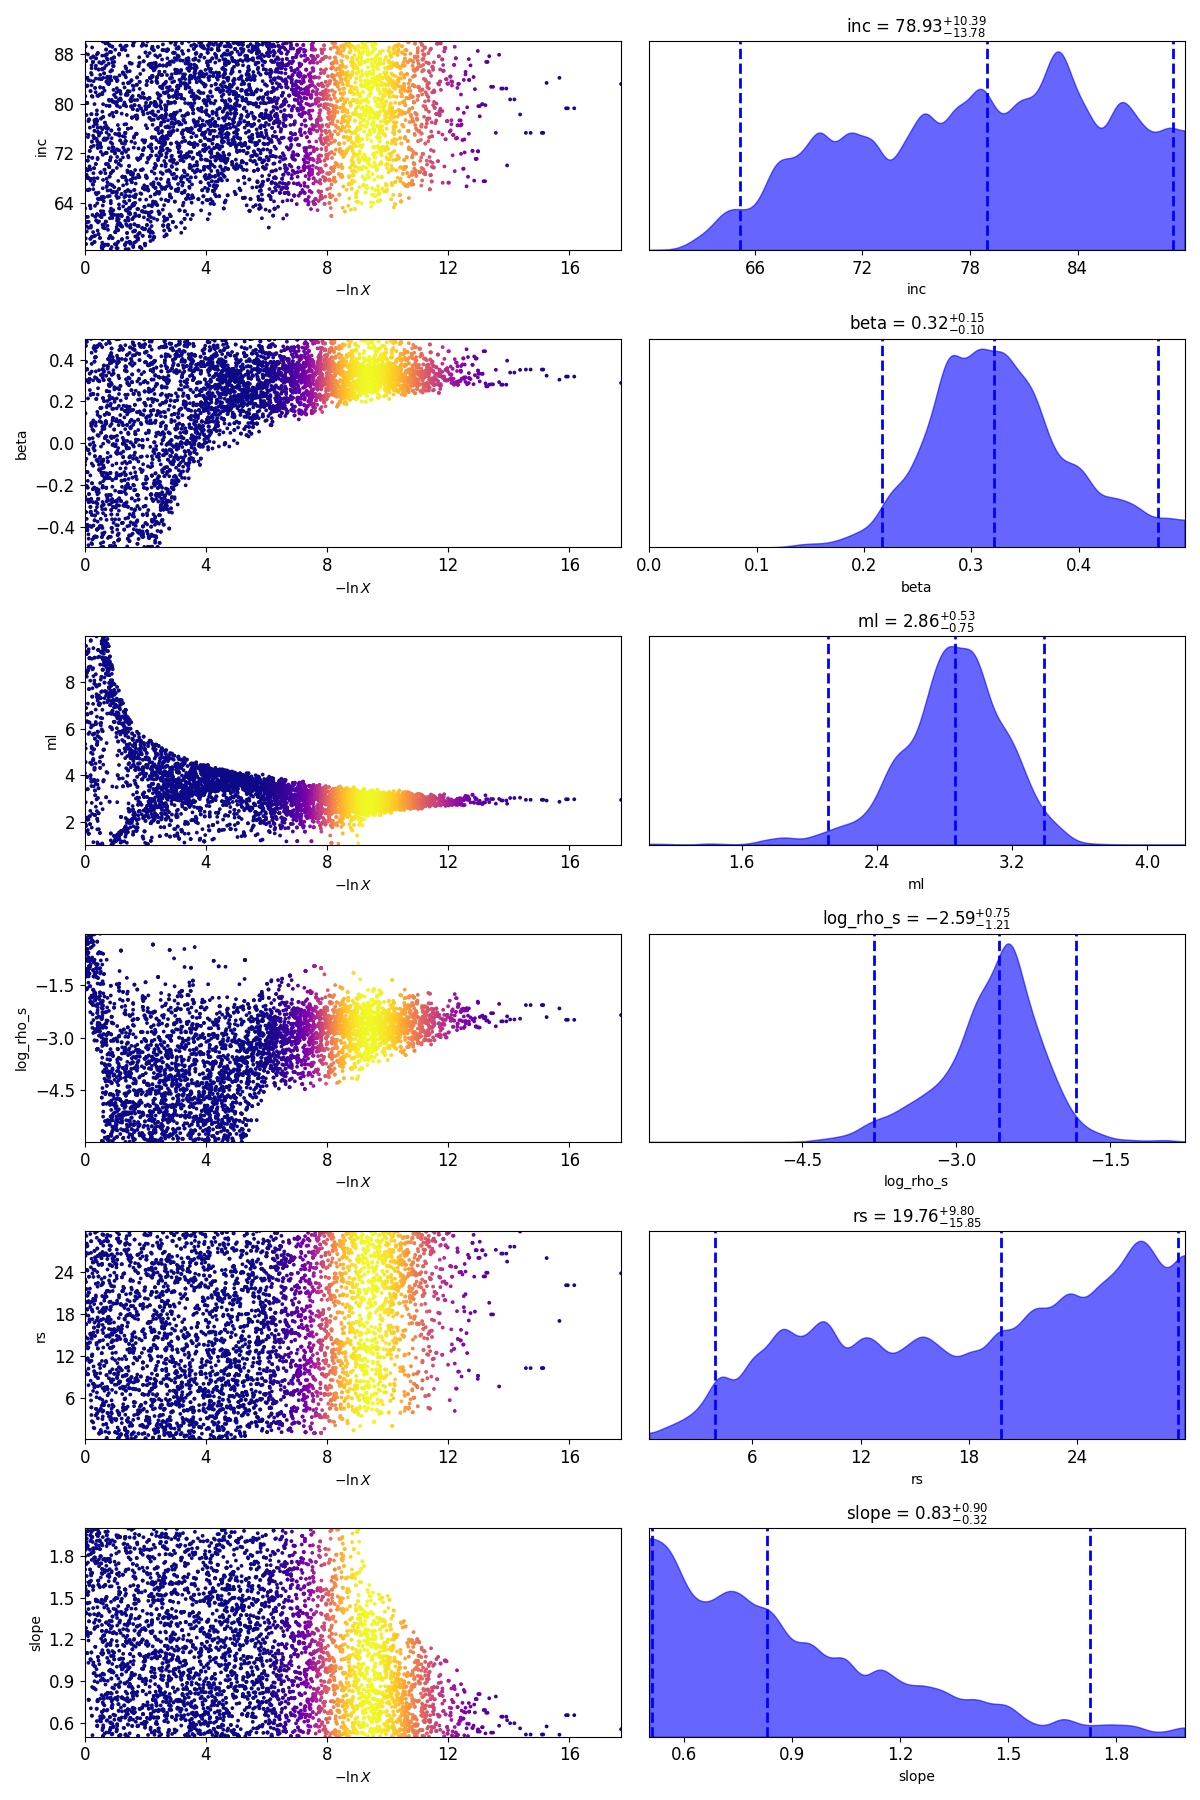 inc = 78.93+10.39−13.78
88
80
72
64
inc
0 4 8 12 16
−ln X
66 72 78 84
inc
beta = 0.32+0.15−0.10
0.4
0.2
0.0
−0.2
−0.4
beta
0 4 8 12 16
−ln X
0.0 0.1 0.2 0.3 0.4
beta
ml = 2.86+0.53−0.75
8
6
4
2
ml
0 4 8 12 16
−ln X
1.6 2.4 3.2 4.0
ml
log_rho_s = −2.59+0.75−1.21
−1.5
−3.0
−4.5
log_rho_s
0 4 8 12 16
−ln X
−4.5 −3.0 −1.5
log_rho_s
rs = 19.76+9.80−15.85
24
18
12
6
rs
0 4 8 12 16
−ln X
6 12 18 24
rs
slope = 0.83+0.90−0.32
1.8
1.5
1.2
0.9
0.6
slope
0 4 8 12 16
−ln X
0.6 0.9 1.2 1.5 1.8
slope